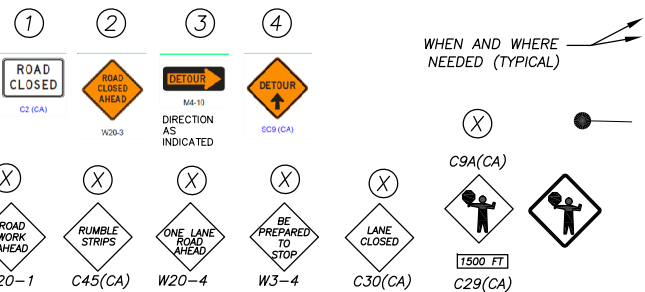 1
2
3
4
ROAD
CLOSED
C2 (CA)
ROAD
CLOSED
AHEAD
W20-3
DETOUR
M4-10
DIRECTION
AS
INDICATED
DETOUR
SC9 (CA)
WHEN AND WHERE
NEEDED (TYPICAL)
X
C9A(CA)
1500 FT
C29(CA)
X
ROAD
WORK
AHEAD
20-1
X
RUMBLE
STRIPS
C45(CA)
X
ONE LANE
ROAD
AHEAD
W20-4
X
BE
PREPARED
TO
STOP
W3-4
X
LANE
CLOSED
C30(CA)